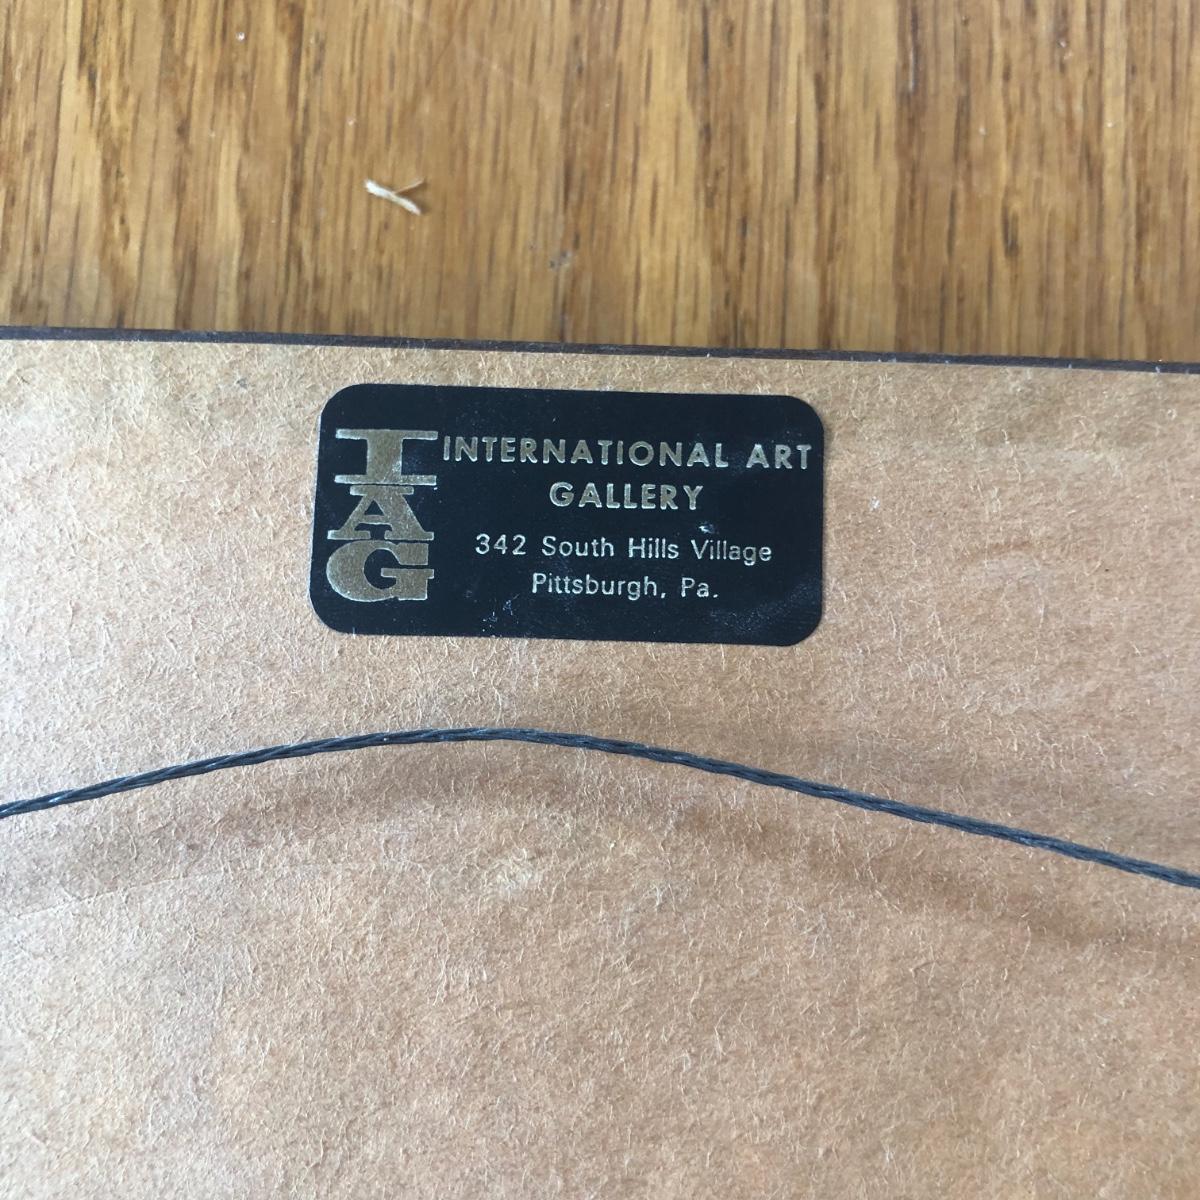 IAG
INTERNATIONAL ART
GALLERY
342 South Hills Village
Pittsburgh, Pa.